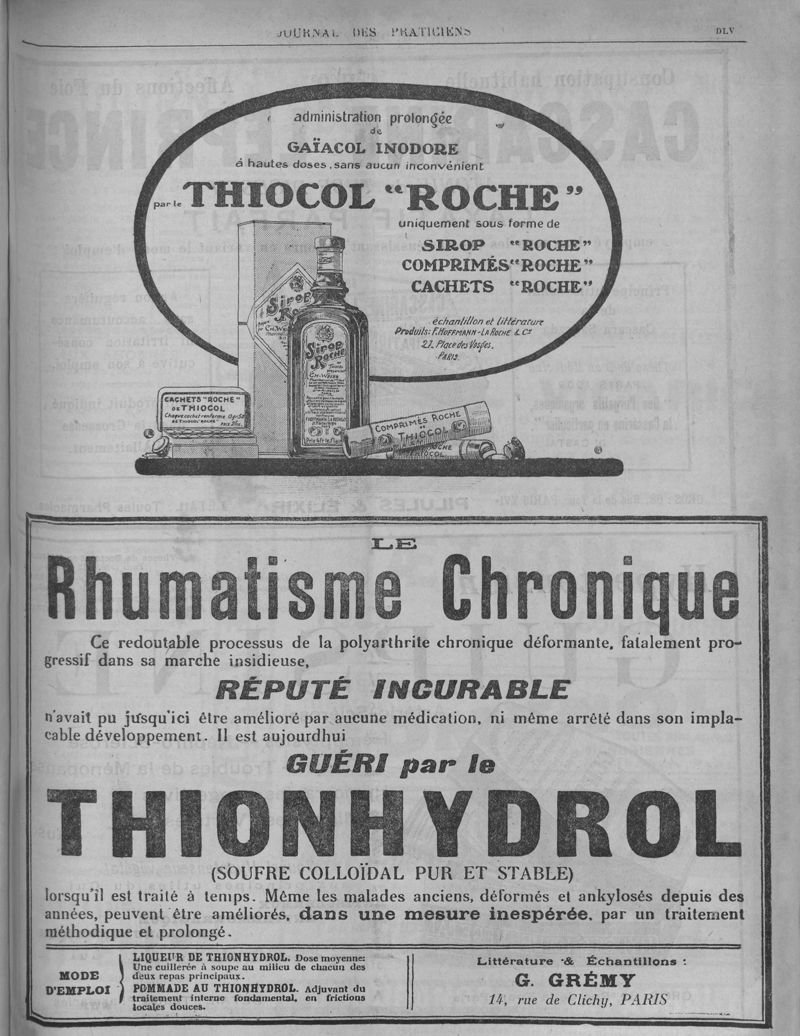 JOURNAL DES PRATICIENS
DLV
administration prolongée
de
GAÏACOL INODORE
á hautes doses, sans aucun inconvénient
par le THIOCOL "ROCHE"
uniquement sous forme de
SIROP "ROCHE"
COMPRIMÉS "ROCHE"
CACHETS "ROCHE"
échantillon et littérature
Produits: F. HOFFMANN-LA ROCHE & Cie
21. Place des Vosges.
PARIS.
Sirop
Sirop
ROCHE
CACHETS "ROCHE"
DE THIOCOL
COMPRIMÉS ROCHE
THIOCOL
LE
Rhumatisme Chronique
Ce redoutable processus de la polyarthrite chronique déformante, fatalement pro-
gressif dans sa marche insidieuse,
RÉPUTÉ INCURABLE
n'avait pu jusqu'ici être amélioré par aucune médication, ni même arrêté dans son impla-
cable développement. Il est aujourdhui
GUÉRI par le
THIONHYDROL
(SOUFRE COLLOÏDAL PUR ET STABLE)
lorsqu'il est traité à temps. Même les malades anciens, déformés et ankylosés depuis des
années, peuvent être améliorés, dans une mesure inespérée, par un traitement
méthodique et prolongé.
MODE
D'EMPLOI
LIQUEUR DE THIONHYDROL. Dose moyenne:
Une cuillerée à soupe au milieu de chacun des
deux repas principaux.
POMMADE AU THIONHYDROL. Adjuvant du
traitement interne fondamental, en frictions
locales douces.
Littérature & Échantillons :
G. GRÉMY
14, rue de Clichy, PARIS